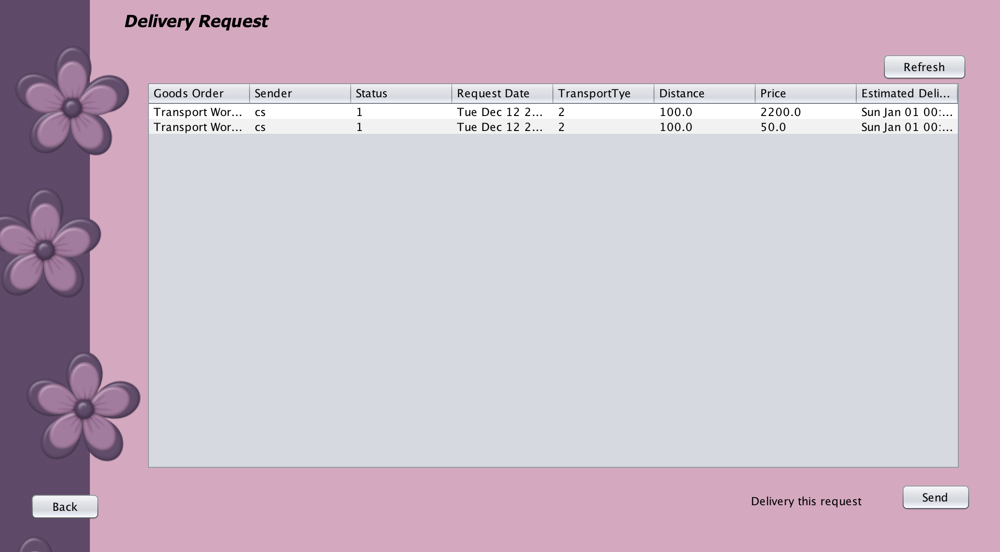 Delivery Request
Refresh
Goods Order Sender Status Request Date TransportTye Distance Price Estimated Deli...
Transport Wor... cs 1 Tue Dec 12 2... 2 100.0 2200.0 Sun Jan 01 00:...
Transport Wor... cs 1 Tue Dec 12 2... 2 100.0 50.0 Sun Jan 01 00:...
Delivery this request Send
Back